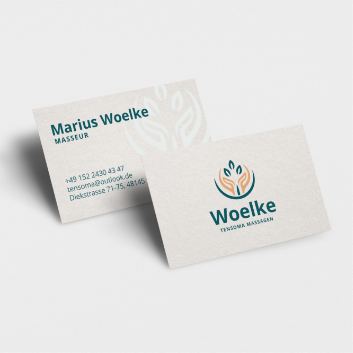 Marius Woelke
MASSEUR
+49 152 2430 43 47
tensoma@outlook.de
Diekstrasse 71-75, 48145
Woelke
TENSOMA MASSAGEN